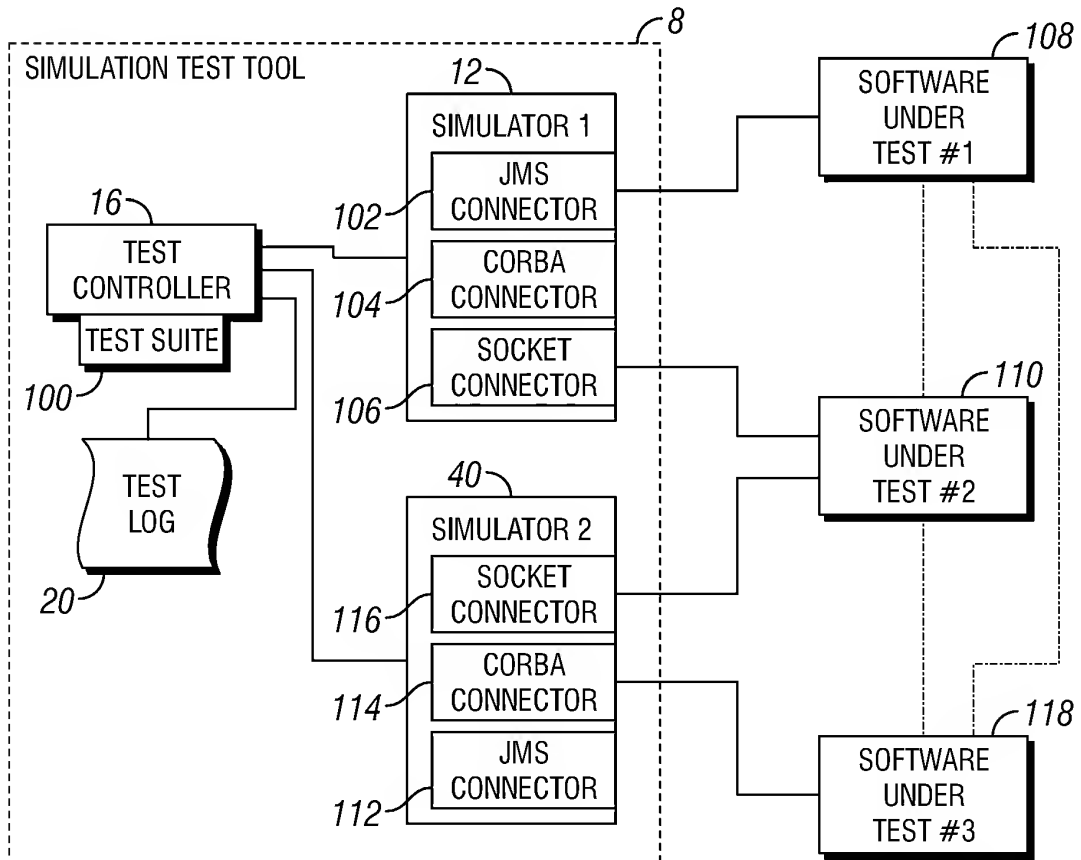 8
SIMULATION TEST TOOL
12
SIMULATOR 1
JMS
CONNECTOR
102
CORBA
CONNECTOR
104
SOCKET
CONNECTOR
106
16
TEST
CONTROLLER
TEST SUITE
100
TEST
LOG
20
40
SIMULATOR 2
SOCKET
CONNECTOR
116
CORBA
CONNECTOR
114
JMS
CONNECTOR
112
108
SOFTWARE
UNDER
TEST #1
110
SOFTWARE
UNDER
TEST #2
118
SOFTWARE
UNDER
TEST #3